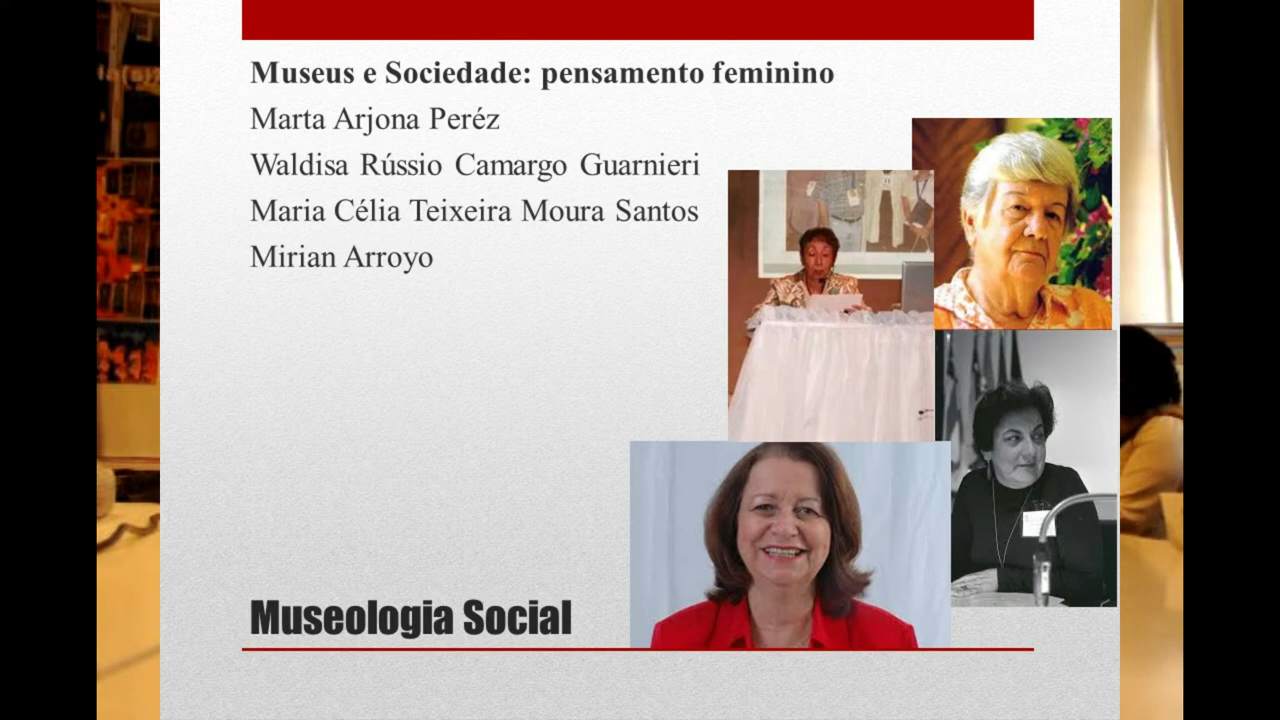 Museus e Sociedade: pensamento feminino
Marta Arjona Peréz
Waldisa Rússio Camargo Guarnieri
Maria Célia Teixeira Moura Santos
Mirian Arroyo
Museologia Social